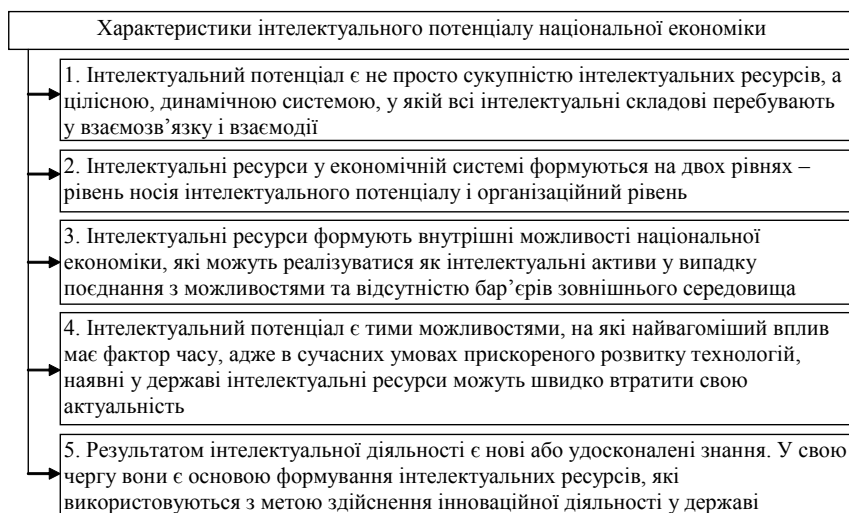 Характеристики інтелектуального потенціалу національної економіки
1. Інтелектуальний потенціал є не просто сукупністю інтелектуальних ресурсів, а
цілісною, динамічною системою, у якій всі інтелектуальні складові перебувають
у взаємозв’язку і взаємодії
2. Інтелектуальні ресурси у економічній системі формуються на двох рівнях –
рівень носія інтелектуального потенціалу і організаційний рівень
3. Інтелектуальні ресурси формують внутрішні можливості національної
економіки, які можуть реалізуватися як інтелектуальні активи у випадку
поєднання з можливостями та відсутністю бар’єрів зовнішнього середовища
4. Інтелектуальний потенціал є тими можливостями, на які найвагоміший вплив
має фактор часу, адже в сучасних умовах прискореного розвитку технологій,
наявні у державі інтелектуальні ресурси можуть швидко втратити свою
актуальність
5. Результатом інтелектуальної діяльності є нові або удосконалені знання. У свою
чергу вони є основою формування інтелектуальних ресурсів, які
використовуються з метою здійснення інноваційної діяльності у державі